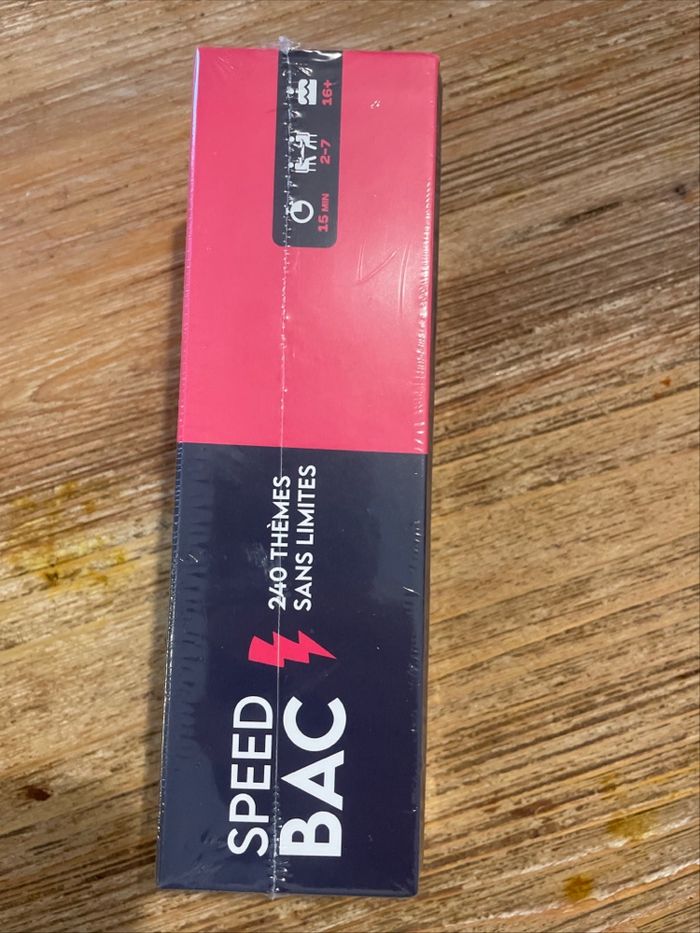 SPEED
BAC
240 THÈMES
SANS LIMITES
15 MIN
2-7
16+